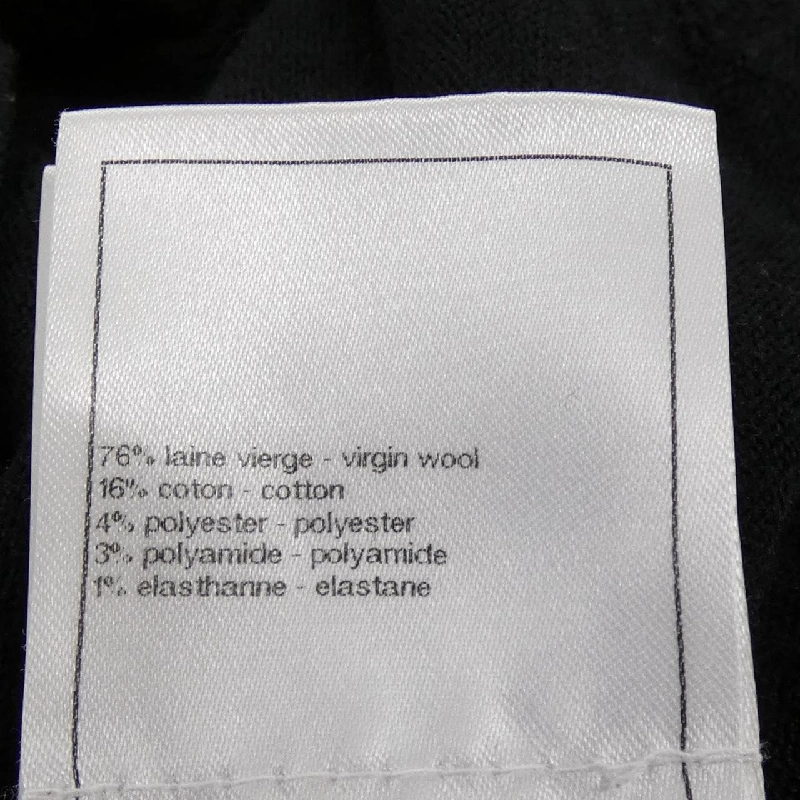 76% laine vierge - virgin wool
16% coton - cotton
4% polyester - polyester
3% polyamide - polyamide
1% elasthanne - elastane